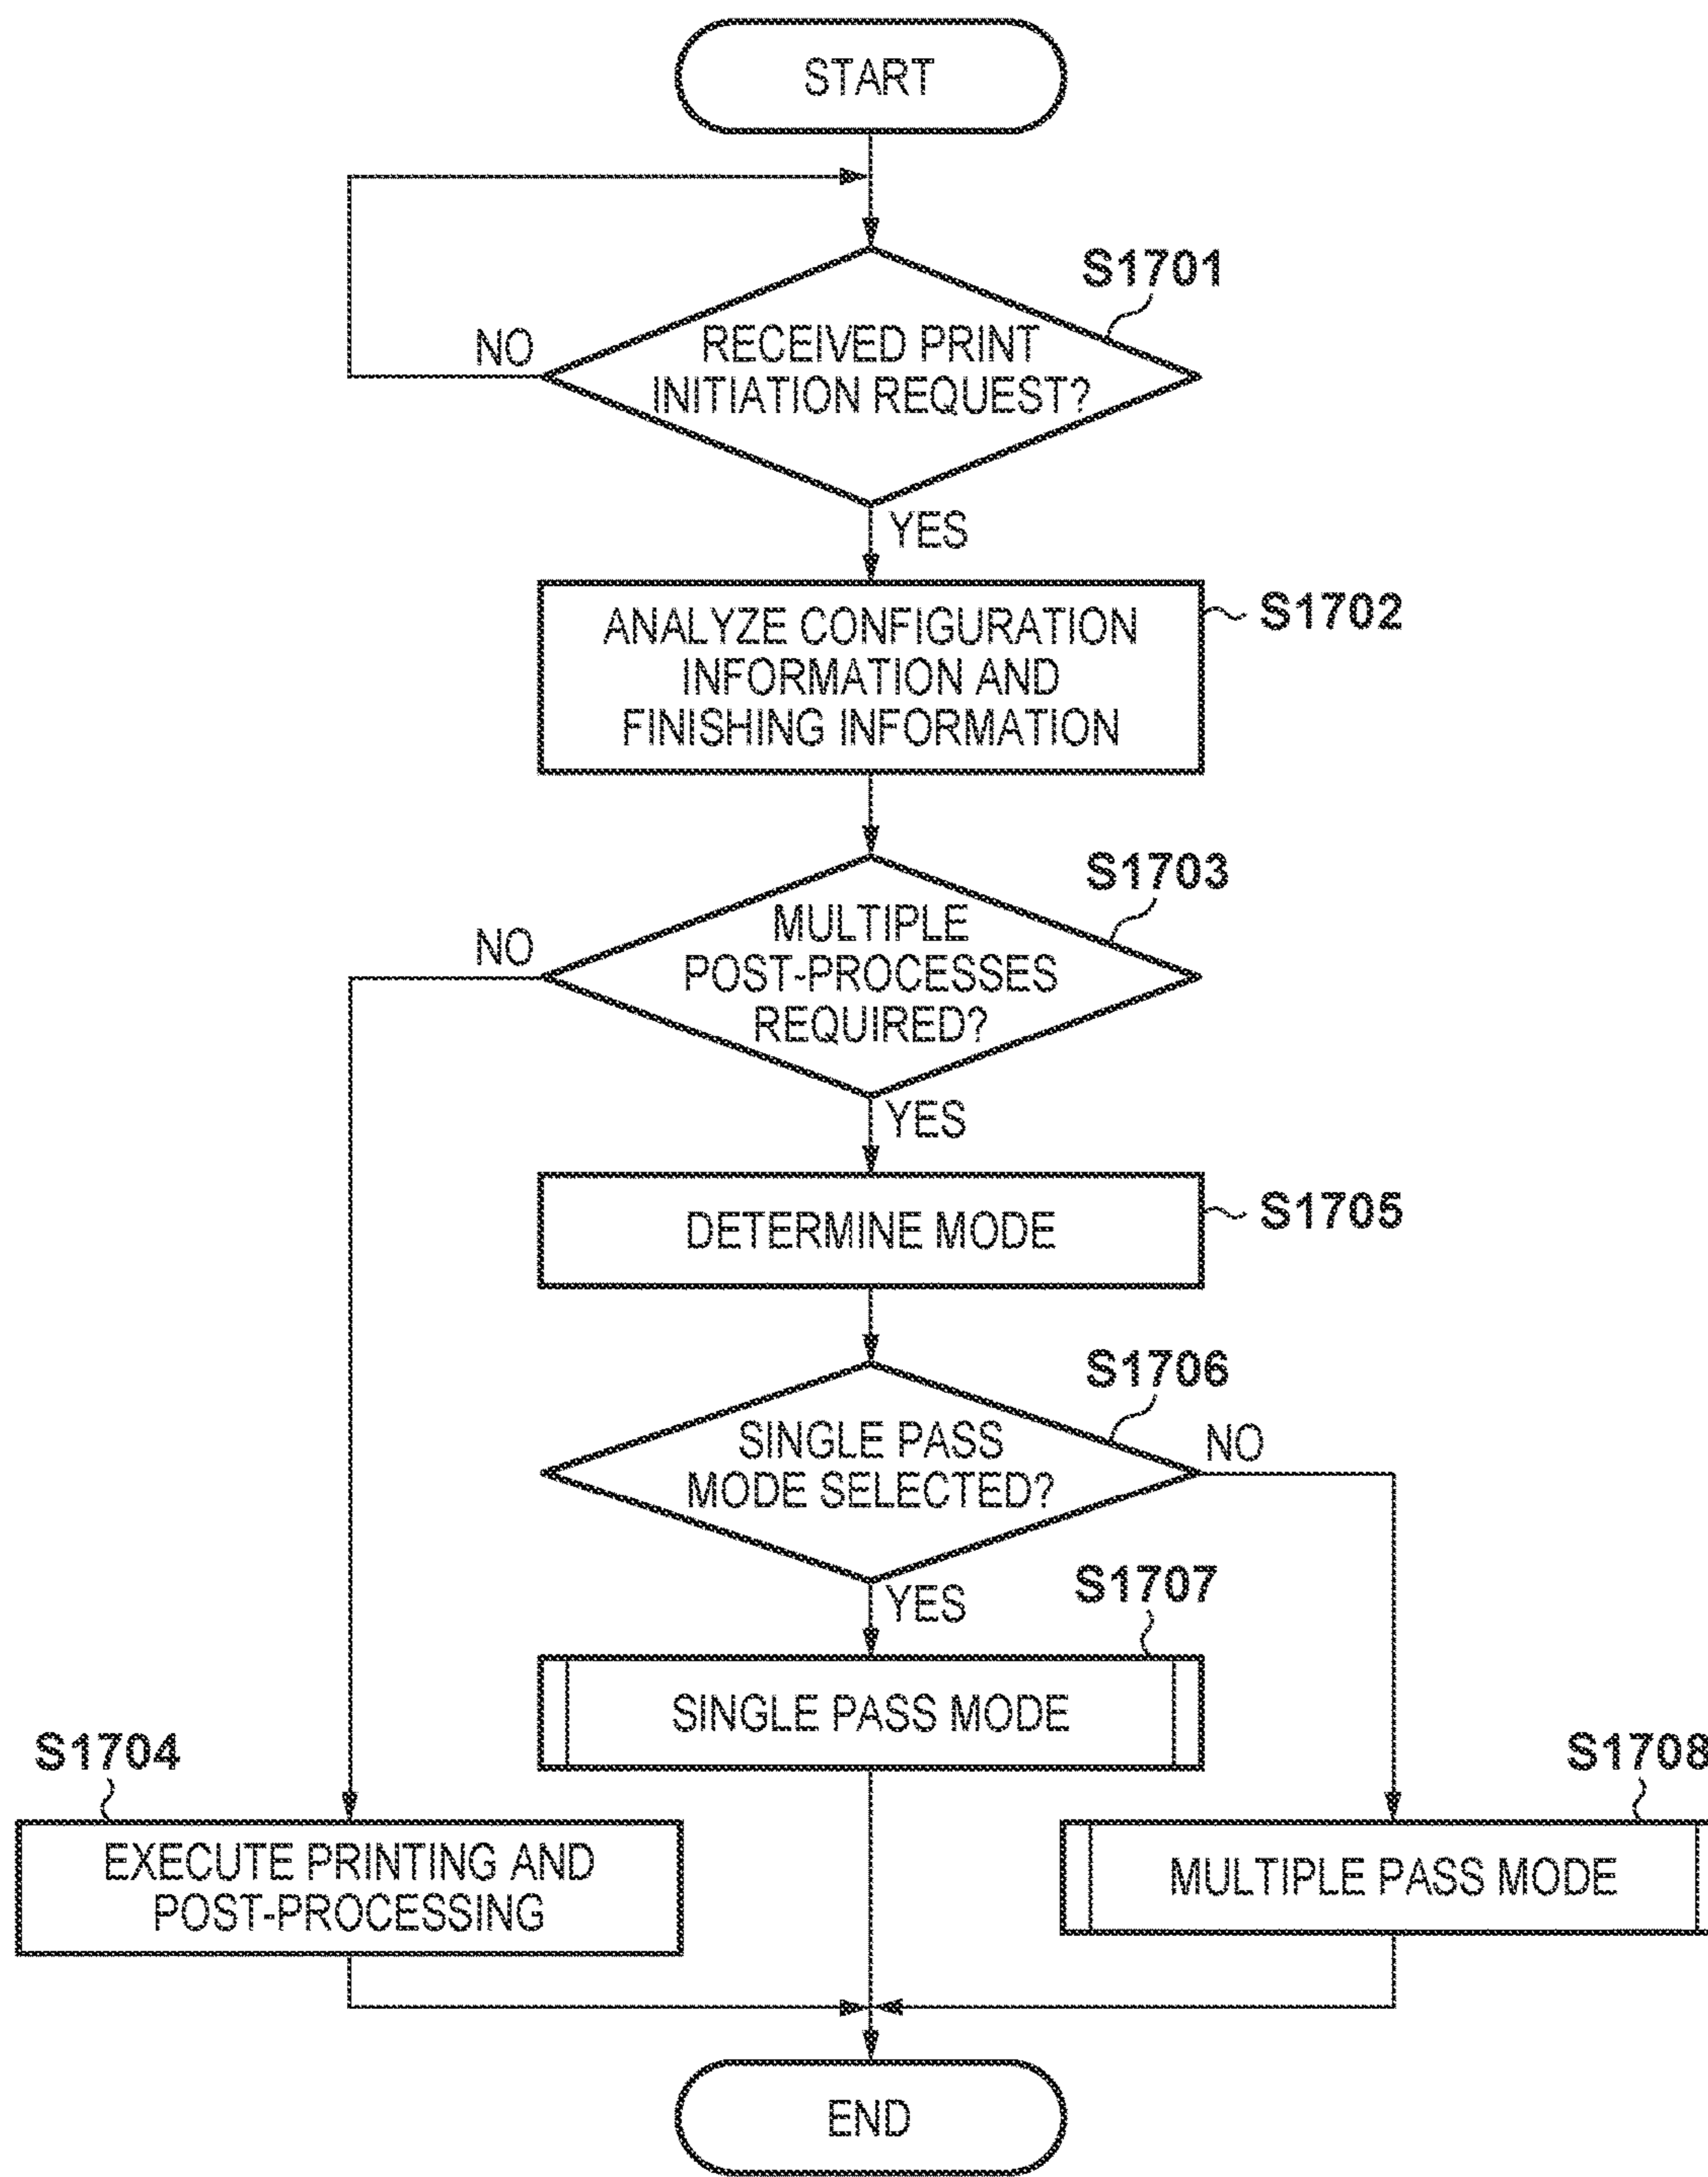 START
S1701
NO
RECEIVED PRINT
INITIATION REQUEST?
YES
ANALYZE CONFIGURATION
INFORMATION AND
FINISHING INFORMATION
S1702
S1703
NO
MULTIPLE
POST-PROCESSES
REQUIRED?
YES
DETERMINE MODE
S1705
S1706
SINGLE PASS
MODE SELECTED?
NO
YES
S1707
SINGLE PASS MODE
S1704
EXECUTE PRINTING AND
POST-PROCESSING
S1708
MULTIPLE PASS MODE
END